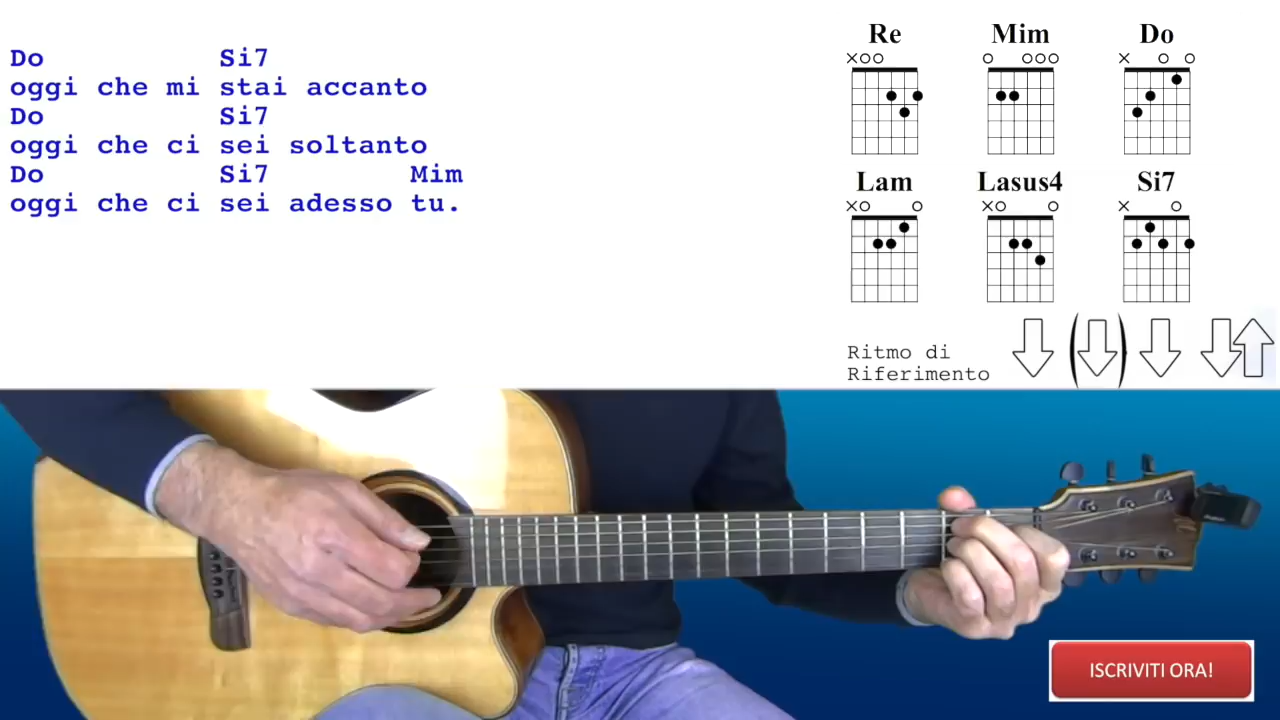 Do Si7
oggi che mi stai accanto
Do Si7
oggi che ci sei soltanto
Do Si7 Mim
oggi che ci sei adesso tu.
Re Mim Do
Lam Lasus4 Si7
Ritmo di
Riferimento
ISCRIVITI ORA!